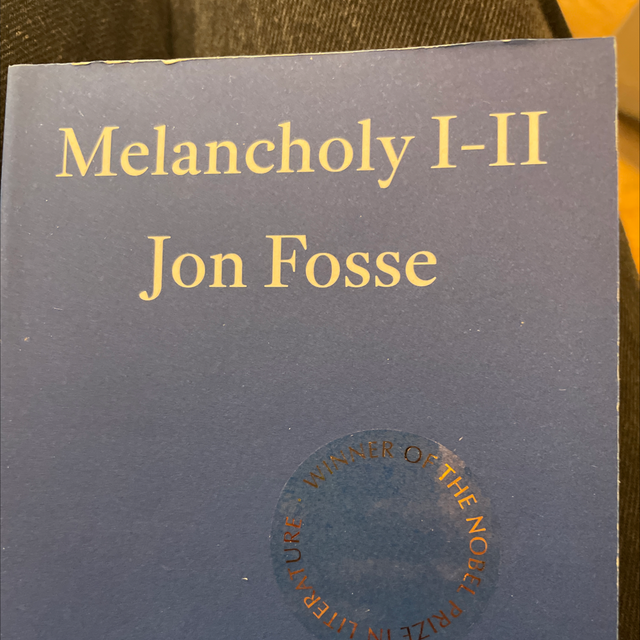 Melancholy I-II
Jon Fosse
WINNER OF THE NOBEL PRIZE IN LITERATURE